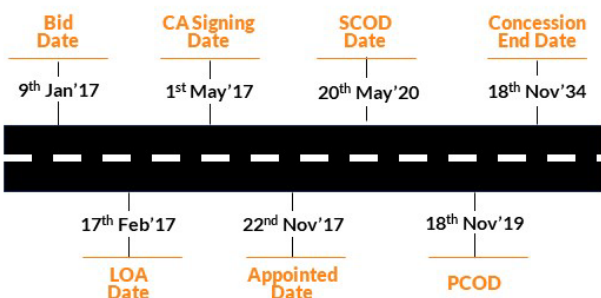 Bid
Date
CA Signing
Date
SCOD
Date
Concession
End Date
9th Jan'17
1st May'17
20th May'20
18th Nov'34
17th Feb'17
22nd Nov'17
18th Nov'19
LOA
Date
Appointed
Date
PCOD